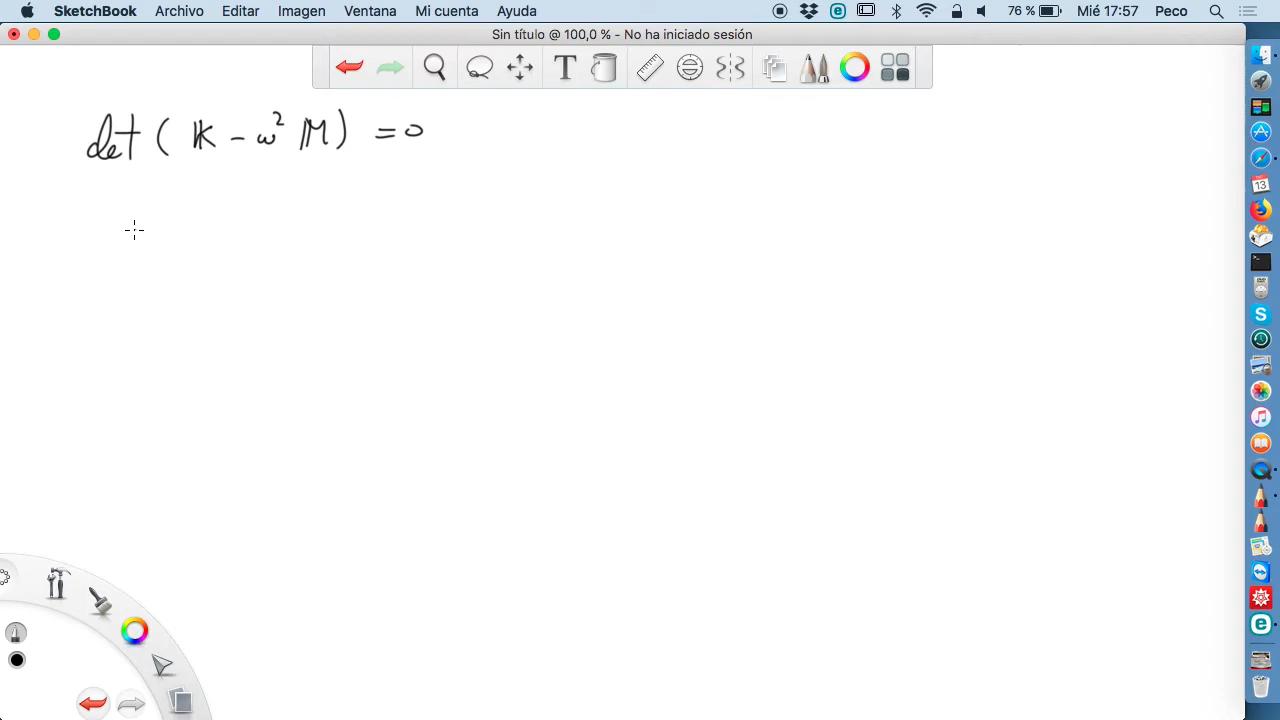 SketchBook Archivo Editar Imagen Ventana Mi cuenta Ayuda 76 % Mié 17:57 Peco
Sin título @ 100,0 % - No ha iniciado sesión
T
det ( 𝕂 - ω² 𝕄 ) = 0
13
S